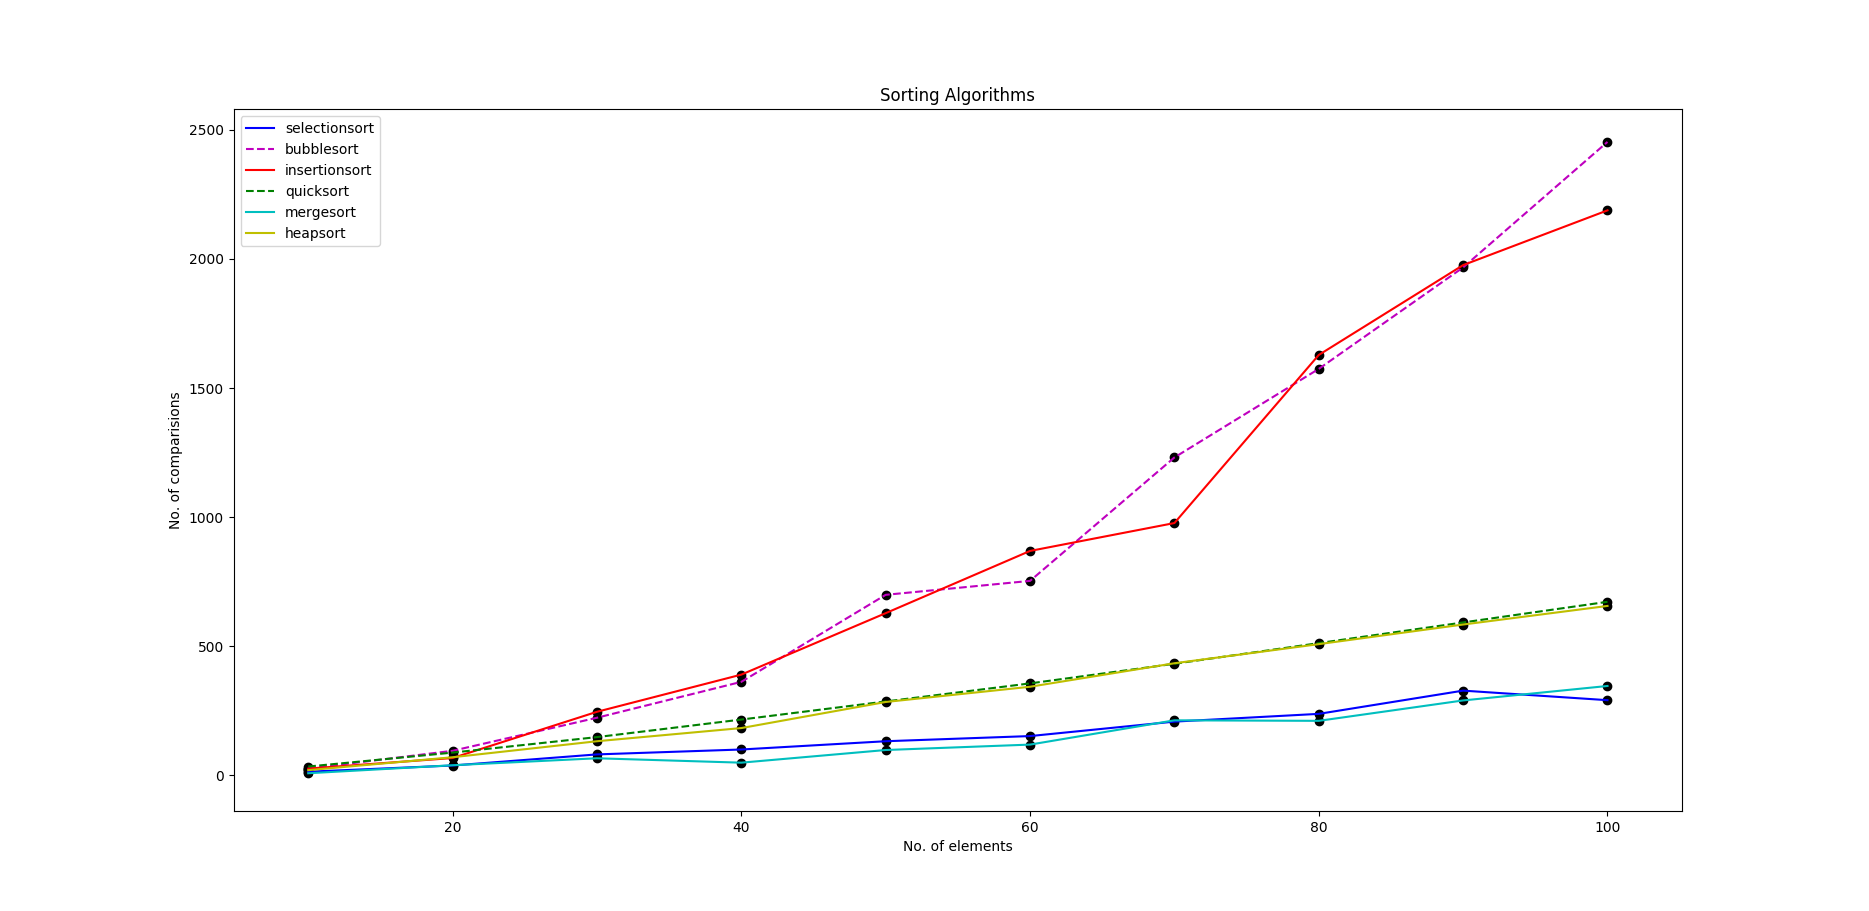 Sorting Algorithms
selectionsort
bubblesort
insertionsort
quicksort
mergesort
heapsort
2500
2000
1500
1000
500
0
No. of comparisions
20 40 60 80 100
No. of elements